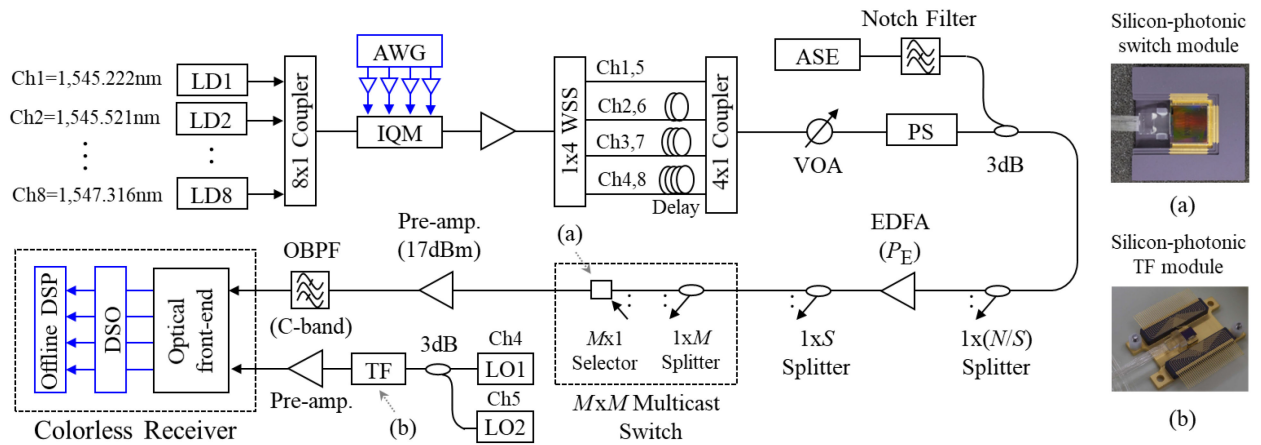 Ch1=1,545.222nm
LD1
Ch2=1,545.521nm
LD2
Ch8=1,547.316nm
LD8
8x1 Coupler
AWG
IQM
1x4 WSS
Ch1,5
Ch2,6
Ch3,7
Ch4,8
Delay
4x1 Coupler
VOA
ASE
Notch Filter
PS
3dB
Silicon-photonic
switch module
(a)
Silicon-photonic
TF module
(b)
EDFA
(P_E)
1x(N/S)
Splitter
1xS
Splitter
(a)
Mx1
Selector
1xM
Splitter
MxM Multicast
Switch
Pre-amp.
(17dBm)
OBPF
(C-band)
Optical
front-end
DSO
Offline DSP
Colorless Receiver
Pre-amp.
TF
(b)
3dB
Ch4
LO1
Ch5
LO2